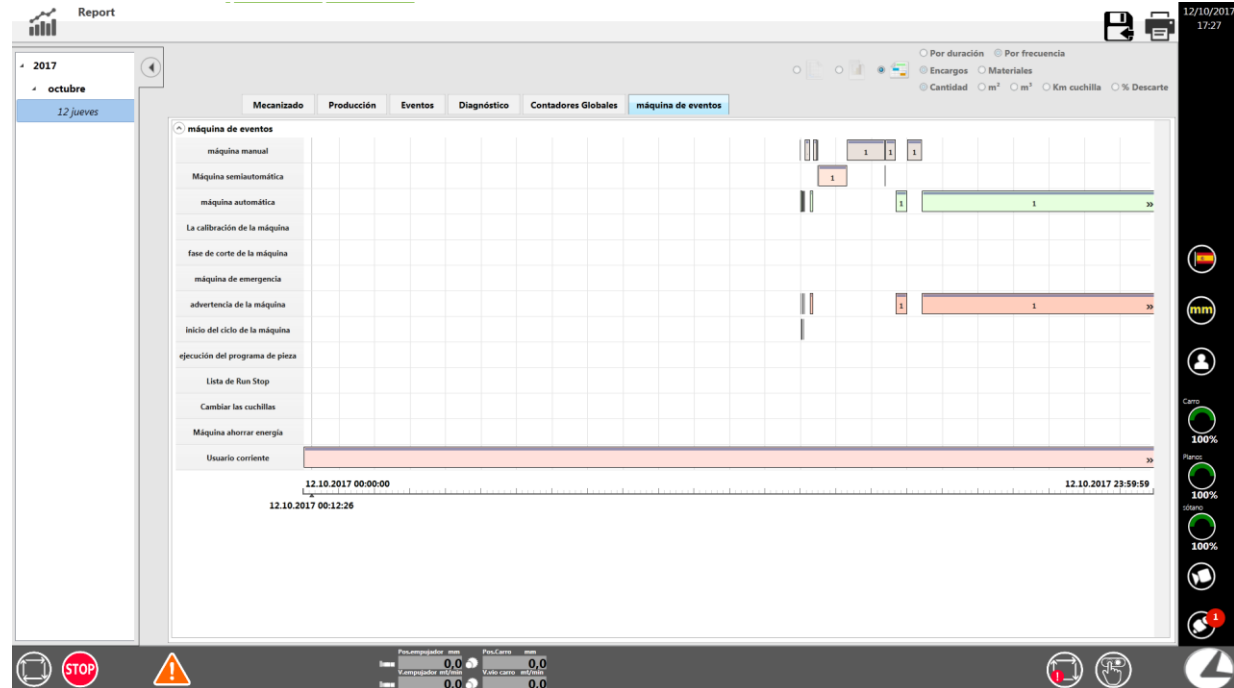 Report
12/10/2017
17:27
2017
octubre
12 jueves
Por duración Por frecuencia
Encargos Materiales
Cantidad m² m³ Km cuchilla % Descarte
Mecanizado Producción Eventos Diagnóstico Contadores Globales máquina de eventos
máquina de eventos
máquina manual 1 1 1
Máquina semiautomática 1
máquina automática 1 1 »
La calibración de la máquina
fase de corte de la máquina
máquina de emergencia
advertencia de la máquina 1 1 »
inicio del ciclo de la máquina
ejecución del programa de pieza
Lista de Run Stop
Cambiar las cuchillas
Máquina ahorrar energía
Usuario corriente »
12.10.2017 00:00:00 12.10.2017 23:59:59
12.10.2017 00:12:26
mm
Carro
100%
Planos
100%
sótano
100%
1
STOP
Pos.empujador mm Pos.Carro mm
0,0 0,0
V.empujador mt/min V.vio carro mt/min
0,0 0,0